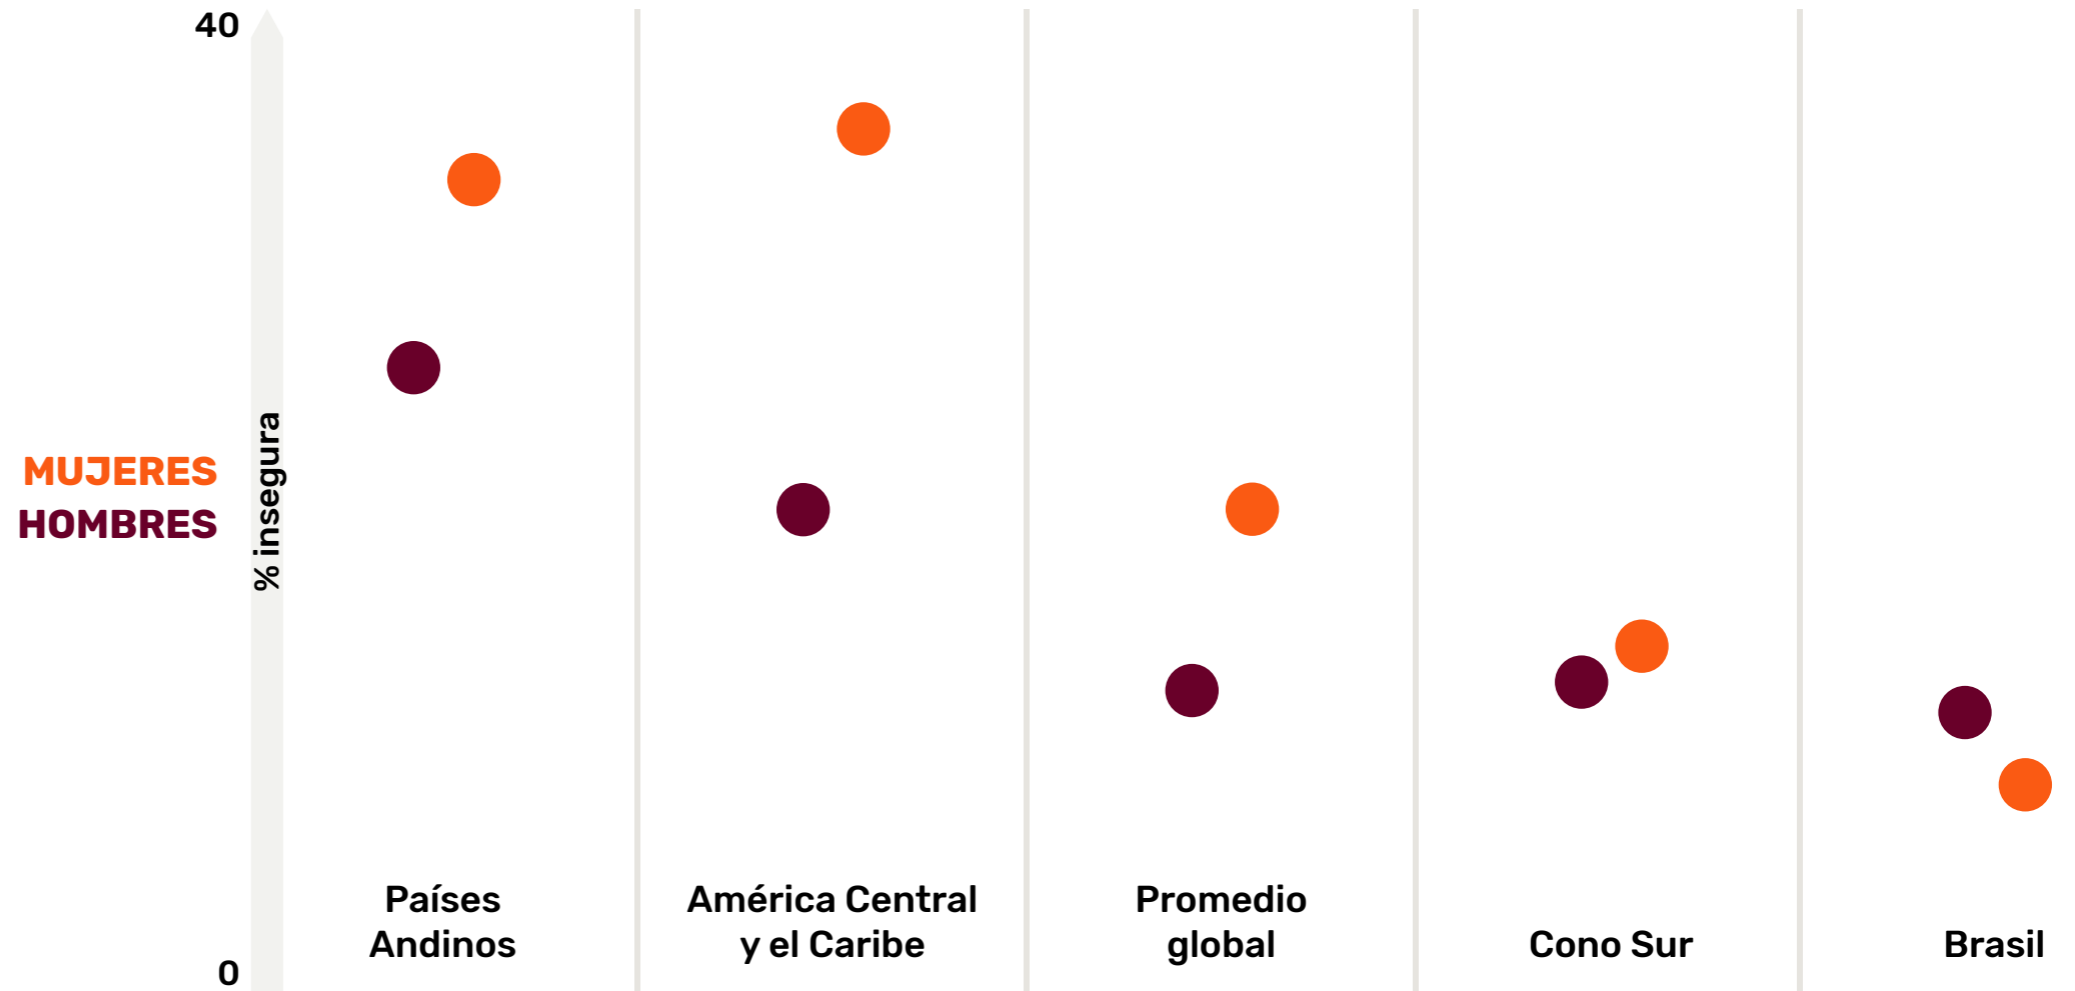 40
MUJERES
HOMBRES
% insegura
0
Países
Andinos
América Central
y el Caribe
Promedio
global
Cono Sur
Brasil